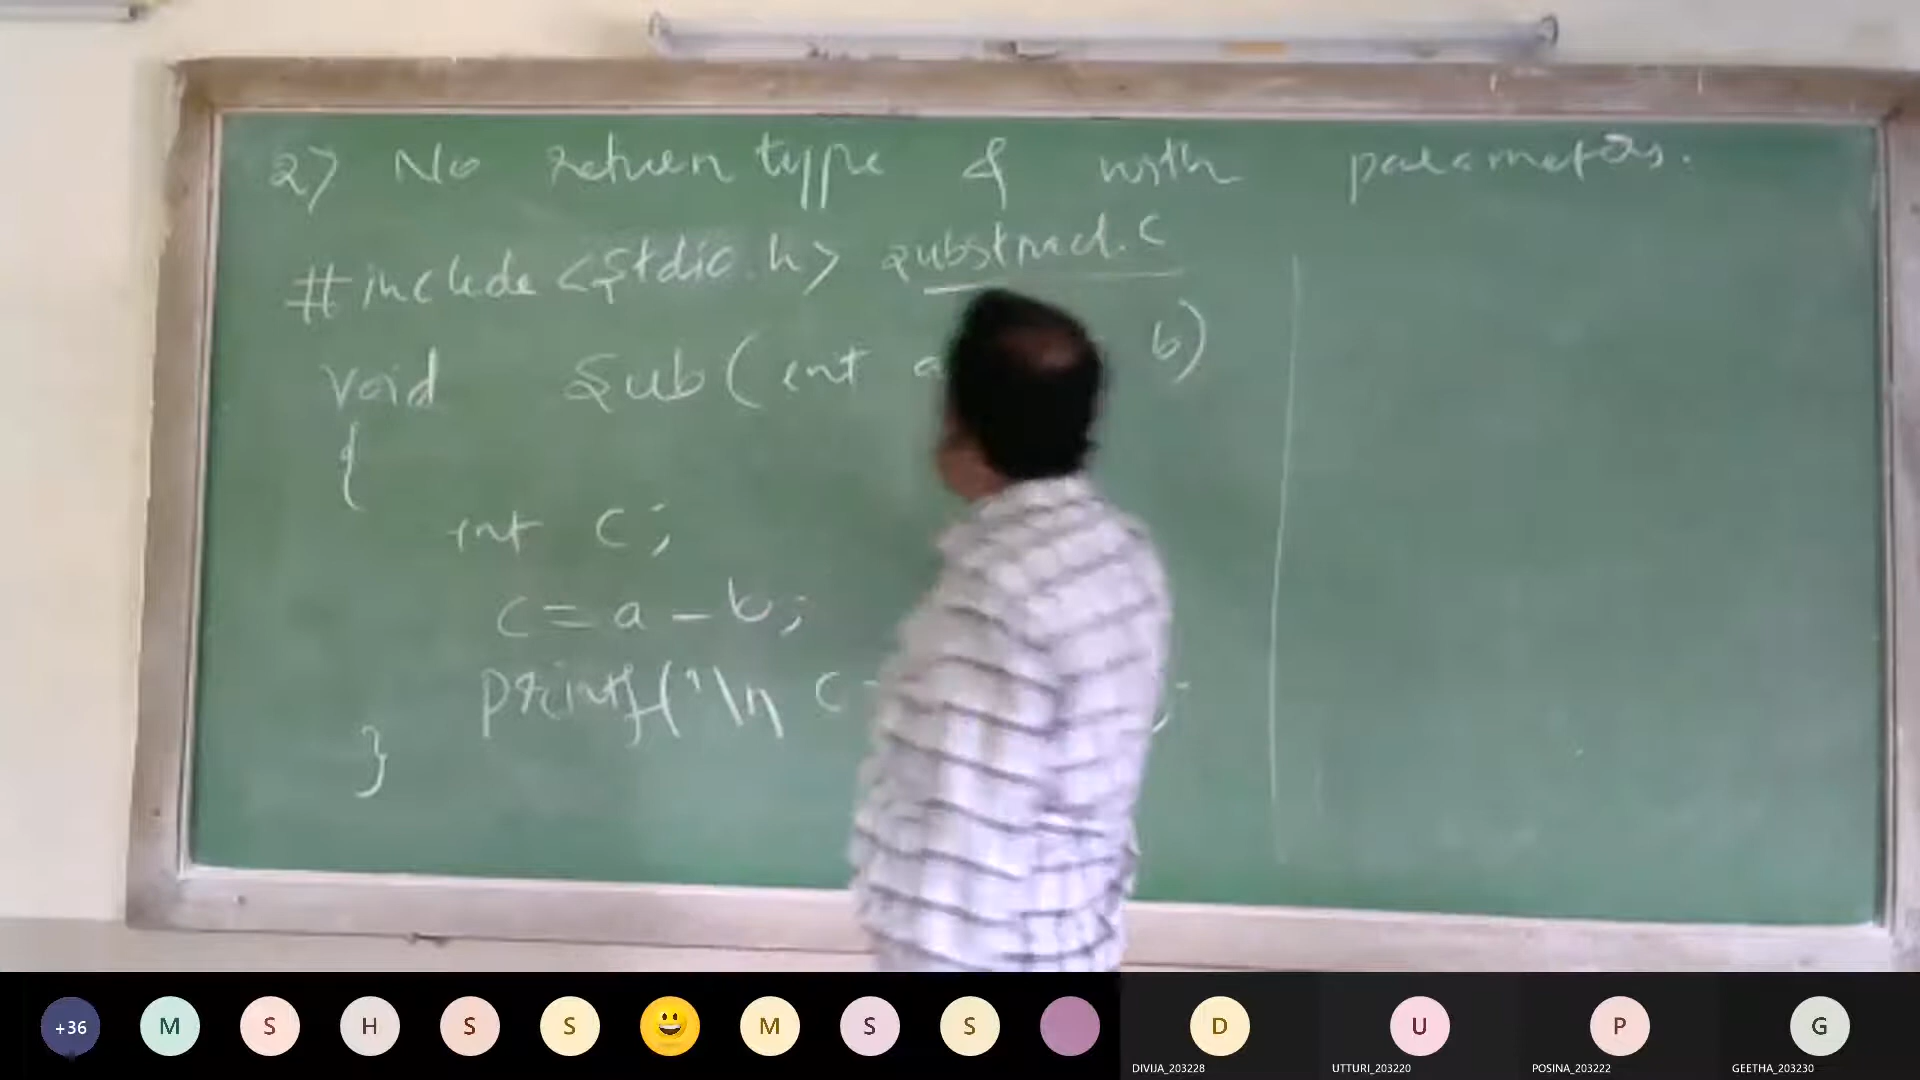 2) No return type & with parameters.
#include <stdio.h> substract.c
void sub(int a b)
{
int c;
c = a - b;
printf("\n c
}
+36 M S H S S M S S D U P G
DIVIJA_203228 UTTURI_203220 POSINA_203222 GEETHA_203230